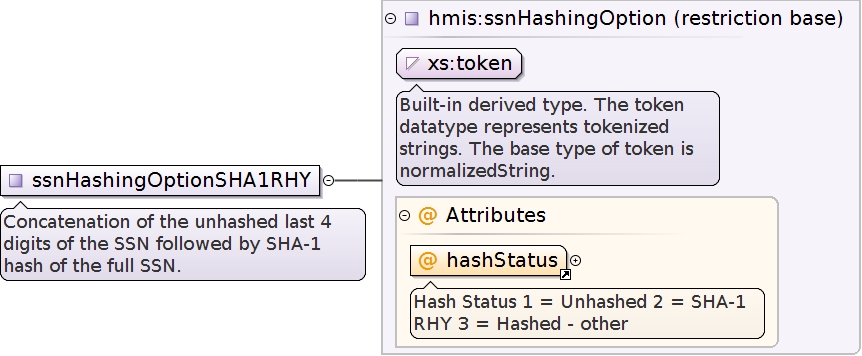 hmis:ssnHashingOption (restriction base)
xs:token
Built-in derived type. The token
datatype represents tokenized
strings. The base type of token is
normalizedString.
ssnHashingOptionSHA1RHY
Concatenation of the unhashed last 4
digits of the SSN followed by SHA-1
hash of the full SSN.
@ Attributes
@ hashStatus
Hash Status 1 = Unhashed 2 = SHA-1
RHY 3 = Hashed - other